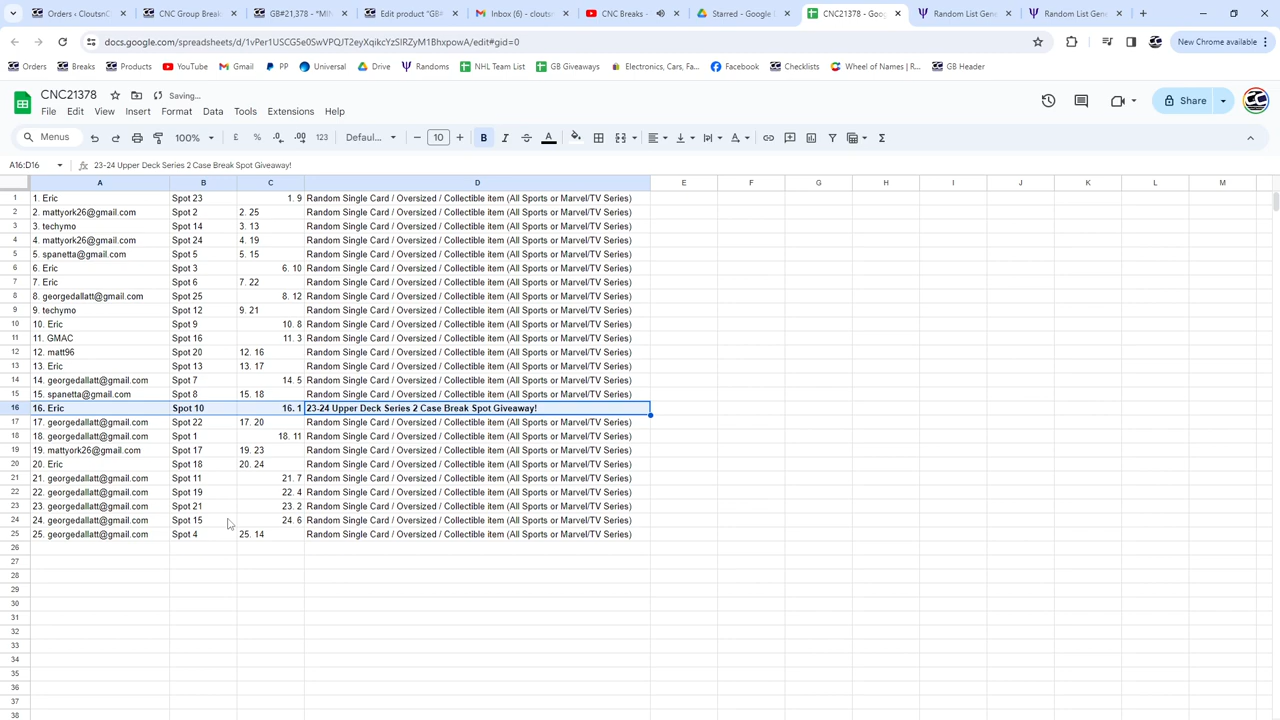 Orders ‹ CloutsnC
CNC Group Break
GB#21,378 - "MIN
Edit product "GB
Inbox (6) - cloutsn
CNC Breaks -
Starred - Google
CNC21378 - Goog
Random List Gene
Random List Gene
docs.google.com/spreadsheets/d/1vPer1USCG5e0SwVPQJT2eyXqikcYzSIRZyM1BhxpowA/edit#gid=0
New Chrome available
Orders Breaks Products YouTube Gmail PP Universal Drive Randoms NHL Team List GB Giveaways Electronics, Cars, Fa... Facebook Checklists Wheel of Names | R... GB Header
CNC21378 Saving...
File Edit View Insert Format Data Tools Extensions Help
Share
Menus 100% £ % .0 .00 123 Defaul... 10 B I A
A16:D16 fx 23-24 Upper Deck Series 2 Case Break Spot Giveaway!
A B C D E F G H I J K L M
1 1. Eric Spot 23 1. 9 Random Single Card / Oversized / Collectible item (All Sports or Marvel/TV Series)
2 2. mattyork26@gmail.com Spot 2 2. 25 Random Single Card / Oversized / Collectible item (All Sports or Marvel/TV Series)
3 3. techymo Spot 14 3. 13 Random Single Card / Oversized / Collectible item (All Sports or Marvel/TV Series)
4 4. mattyork26@gmail.com Spot 24 4. 19 Random Single Card / Oversized / Collectible item (All Sports or Marvel/TV Series)
5 5. spanetta@gmail.com Spot 5 5. 15 Random Single Card / Oversized / Collectible item (All Sports or Marvel/TV Series)
6 6. Eric Spot 3 6. 10 Random Single Card / Oversized / Collectible item (All Sports or Marvel/TV Series)
7 7. Eric Spot 6 7. 22 Random Single Card / Oversized / Collectible item (All Sports or Marvel/TV Series)
8 8. georgedallatt@gmail.com Spot 25 8. 12 Random Single Card / Oversized / Collectible item (All Sports or Marvel/TV Series)
9 9. techymo Spot 12 9. 21 Random Single Card / Oversized / Collectible item (All Sports or Marvel/TV Series)
10 10. Eric Spot 9 10. 8 Random Single Card / Oversized / Collectible item (All Sports or Marvel/TV Series)
11 11. GMAC Spot 16 11. 3 Random Single Card / Oversized / Collectible item (All Sports or Marvel/TV Series)
12 12. matt96 Spot 20 12. 16 Random Single Card / Oversized / Collectible item (All Sports or Marvel/TV Series)
13 13. Eric Spot 13 13. 17 Random Single Card / Oversized / Collectible item (All Sports or Marvel/TV Series)
14 14. georgedallatt@gmail.com Spot 7 14. 5 Random Single Card / Oversized / Collectible item (All Sports or Marvel/TV Series)
15 15. spanetta@gmail.com Spot 8 15. 18 Random Single Card / Oversized / Collectible item (All Sports or Marvel/TV Series)
16 16. Eric Spot 10 16. 1 23-24 Upper Deck Series 2 Case Break Spot Giveaway!
17 17. georgedallatt@gmail.com Spot 22 17. 20 Random Single Card / Oversized / Collectible item (All Sports or Marvel/TV Series)
18 18. georgedallatt@gmail.com Spot 1 18. 11 Random Single Card / Oversized / Collectible item (All Sports or Marvel/TV Series)
19 19. mattyork26@gmail.com Spot 17 19. 23 Random Single Card / Oversized / Collectible item (All Sports or Marvel/TV Series)
20 20. Eric Spot 18 20. 24 Random Single Card / Oversized / Collectible item (All Sports or Marvel/TV Series)
21 21. georgedallatt@gmail.com Spot 11 21. 7 Random Single Card / Oversized / Collectible item (All Sports or Marvel/TV Series)
22 22. georgedallatt@gmail.com Spot 19 22. 4 Random Single Card / Oversized / Collectible item (All Sports or Marvel/TV Series)
23 23. georgedallatt@gmail.com Spot 21 23. 2 Random Single Card / Oversized / Collectible item (All Sports or Marvel/TV Series)
24 24. georgedallatt@gmail.com Spot 15 24. 6 Random Single Card / Oversized / Collectible item (All Sports or Marvel/TV Series)
25 25. georgedallatt@gmail.com Spot 4 25. 14 Random Single Card / Oversized / Collectible item (All Sports or Marvel/TV Series)
26
27
28
29
30
31
32
33
34
35
36
37
38